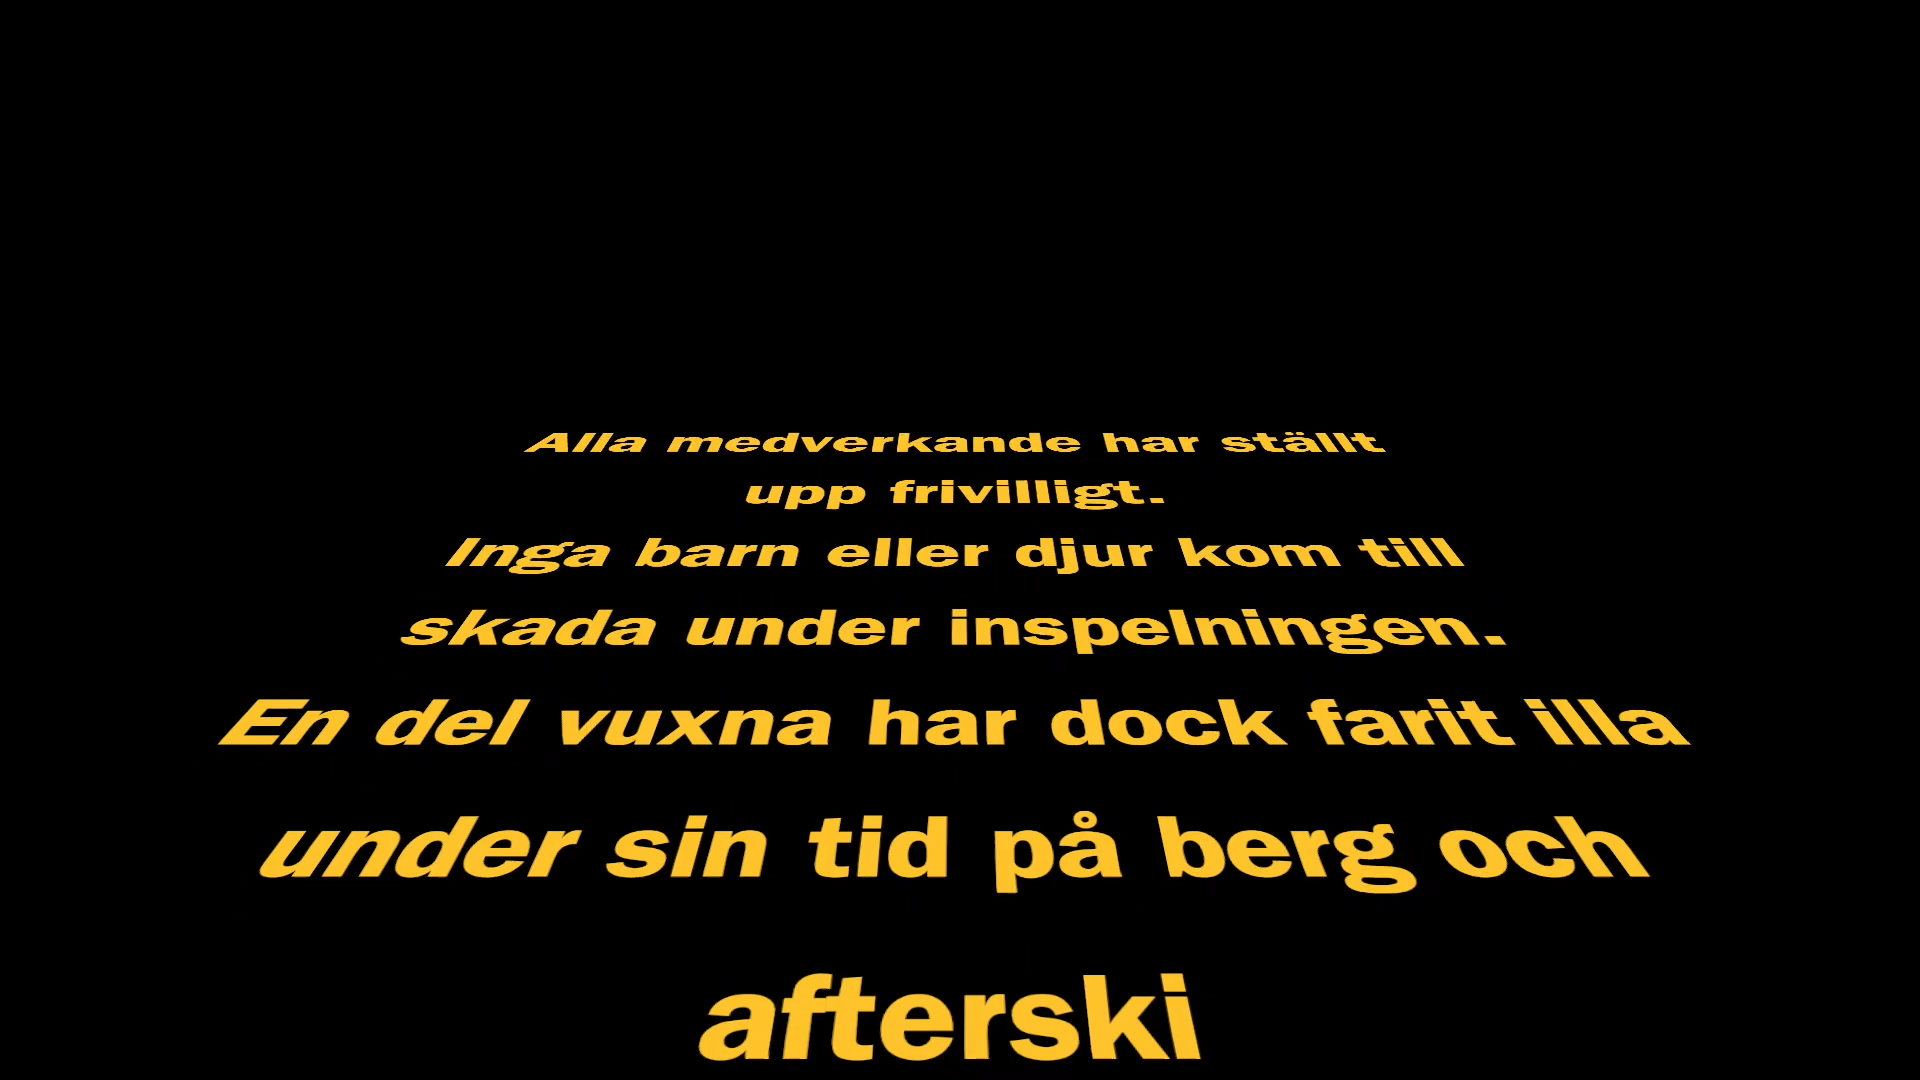 Alla medverkande har ställt
upp frivilligt.
Inga barn eller djur kom till
skada under inspelningen.
En del vuxna har dock farit illa
under sin tid på berg och
afterski